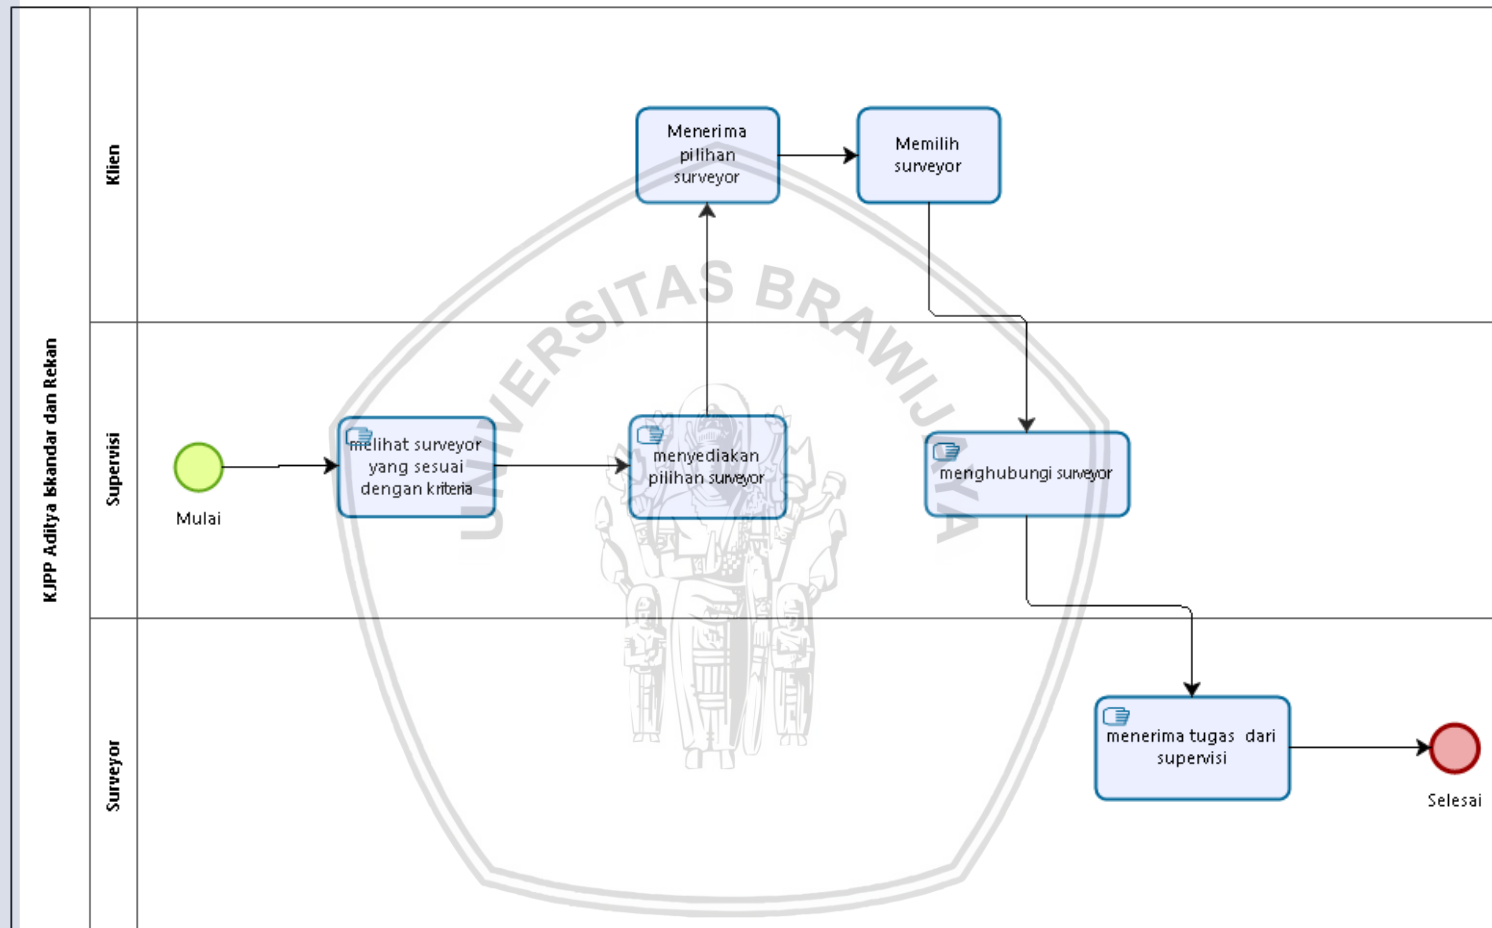 KJPP Aditya Iskandar dan Rekan
Klien
Menerima
pilihan
surveyor
Memilih
surveyor
UNIVERSITAS BRAWIJAYA
Supervisi
Mulai
melihat surveyor
yang sesuai
dengan kriteria
menyediakan
pilihan surveyor
menghubungi surveyor
Surveyor
menerima tugas dari
supervisi
Selesai